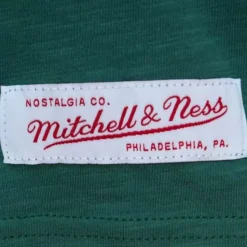 NOSTALGIA CO.
Mitchell & Ness
PHILADELPHIA, PA.